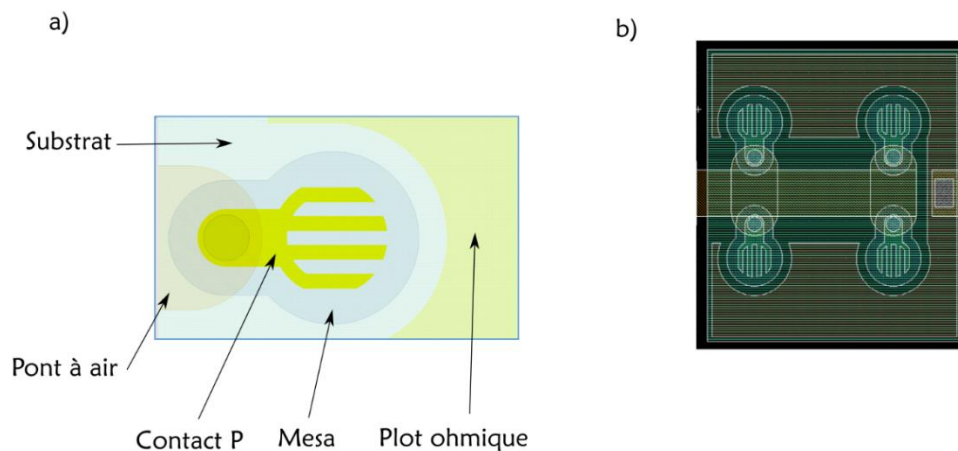 a)
b)
Substrat
Pont à air
Contact P
Mesa
Plot ohmique